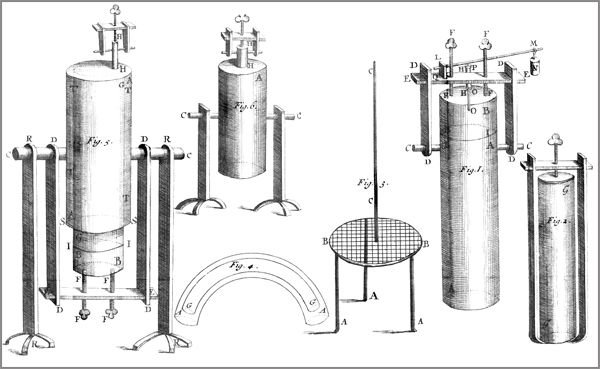 H
H
H
A
G
T
T
Fig. 5.
R
D
D
R
C
C
T
S
I
I
D
B
F
F
E
D
D
F
F
R
R
H
H
A
Fig. 6.
C
C
Fig. 4.
G
G
A
A
C
Fig. 3.
C
B
B
A
A
A
F
F
M
L
D
H
P
D
E
E
N
R
H
O
F
B
O
I
C
A
C
D
D
Fig. 1.
A
G
Fig. 2.